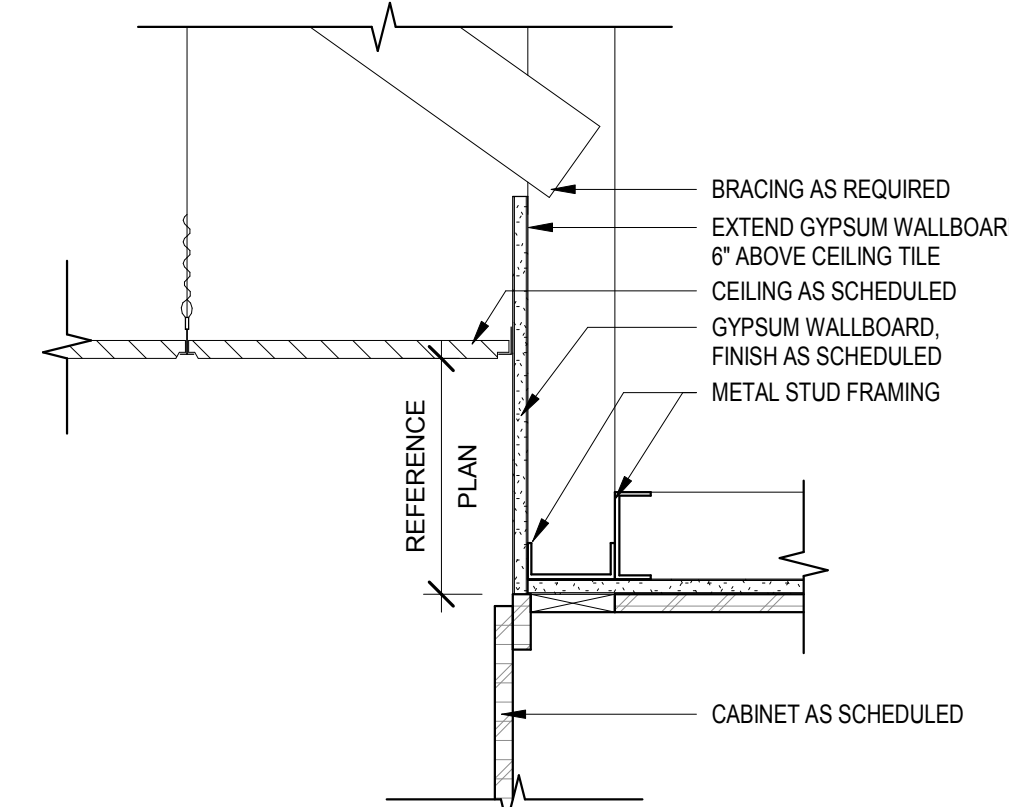 BRACING AS REQUIRED
EXTEND GYPSUM WALLBOAR
6" ABOVE CEILING TILE
CEILING AS SCHEDULED
GYPSUM WALLBOARD,
FINISH AS SCHEDULED
METAL STUD FRAMING
REFERENCE
PLAN
CABINET AS SCHEDULED